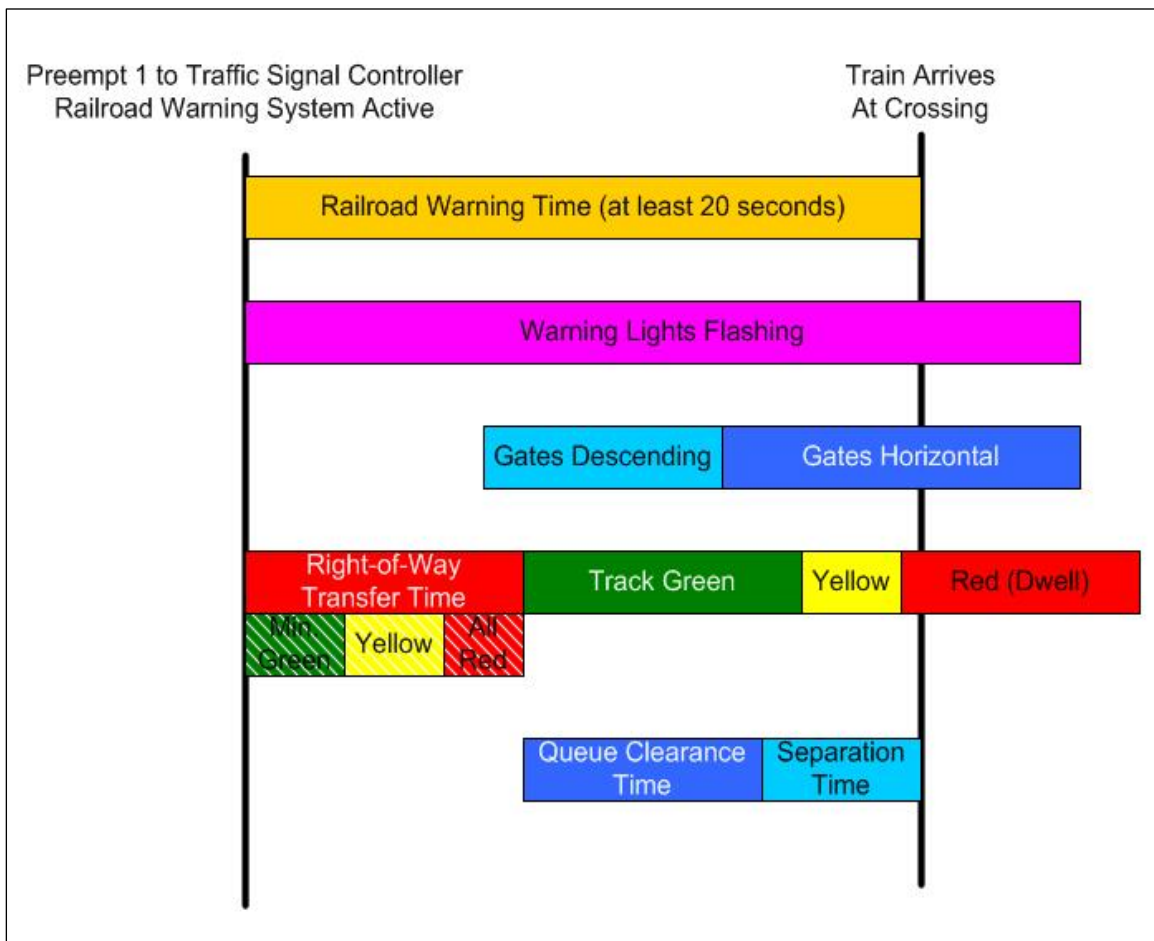 Preempt 1 to Traffic Signal Controller
Railroad Warning System Active
Train Arrives
At Crossing
Railroad Warning Time (at least 20 seconds)
Warning Lights Flashing
Gates Descending
Gates Horizontal
Right-of-Way
Transfer Time
Track Green
Yellow
Red (Dwell)
Min.
Green
Yellow
All
Red
Queue Clearance
Time
Separation
Time